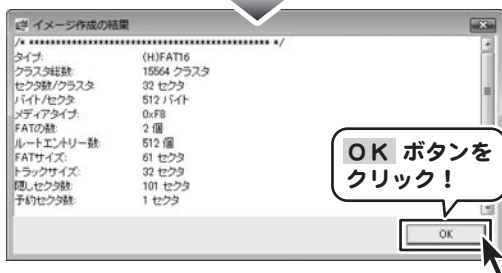 イメージ作成の結果
/* ******************************************** */
タイプ: (H)FAT16
クラスタ総数: 15564 クラスタ
セクタ数/クラスタ: 32 セクタ
バイト/セクタ: 512 バイト
メディアタイプ: 0xF8
FATの数: 2 個
ルートエントリー数: 512 個
FATサイズ: 61 セクタ
トラックサイズ: 32 セクタ
隠しセクタ数: 101 セクタ
予約セクタ数: 1 セクタ
OK ボタンを
クリック!
OK